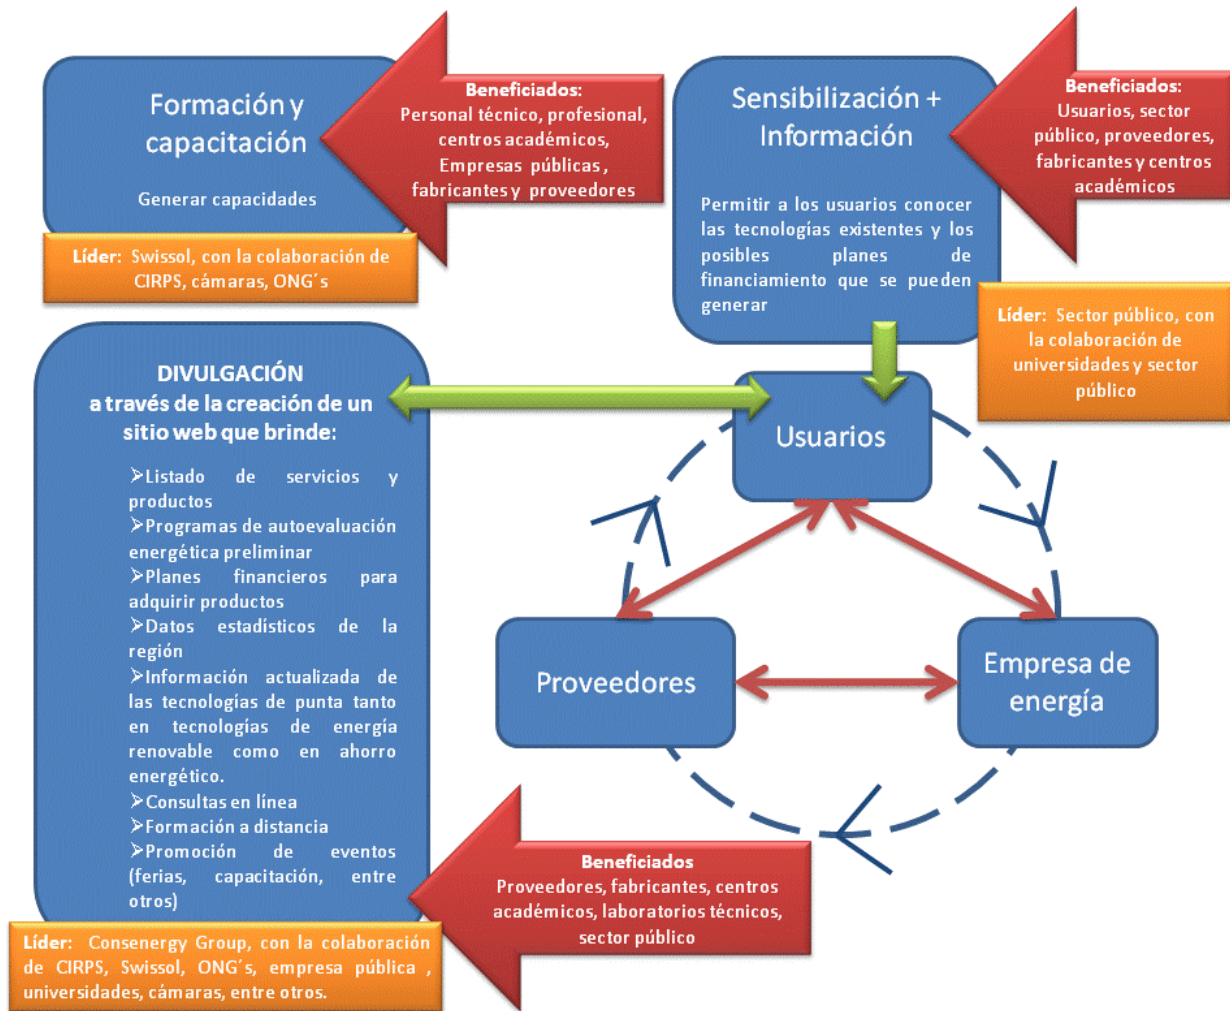 Formación y
capacitación
Generar capacidades
Beneficiados:
Personal técnico, profesional,
centros académicos,
Empresas públicas ,
fabricantes y proveedores
Líder: Swissol, con la colaboración de
CIRPS, cámaras, ONG´s
Sensibilización +
Información
Permitir a los usuarios conocer
las tecnologías existentes y los
posibles planes de
financiamiento que se pueden
generar
Beneficiados:
Usuarios, sector
público, proveedores,
fabricantes y centros
académicos
Líder: Sector público, con
la colaboración de
universidades y sector
público
DIVULGACIÓN
a través de la creación de un
sitio web que brinde:
➢Listado de servicios y
productos
➢Programas de autoevaluación
energética preliminar
➢Planes financieros para
adquirir productos
➢Datos estadísticos de la
región
➢Información actualizada de
las tecnologías de punta tanto
en tecnologías de energía
renovable como en ahorro
energético.
➢Consultas en línea
➢Formación a distancia
➢Promoción de eventos
(ferias, capacitación, entre
otros)
Líder: Consenergy Group, con la colaboración
de CIRPS, Swissol, ONG´s, empresa pública ,
universidades, cámaras, entre otros.
Usuarios
Proveedores
Empresa de
energía
Beneficiados
Proveedores, fabricantes, centros
académicos, laboratorios técnicos,
sector público